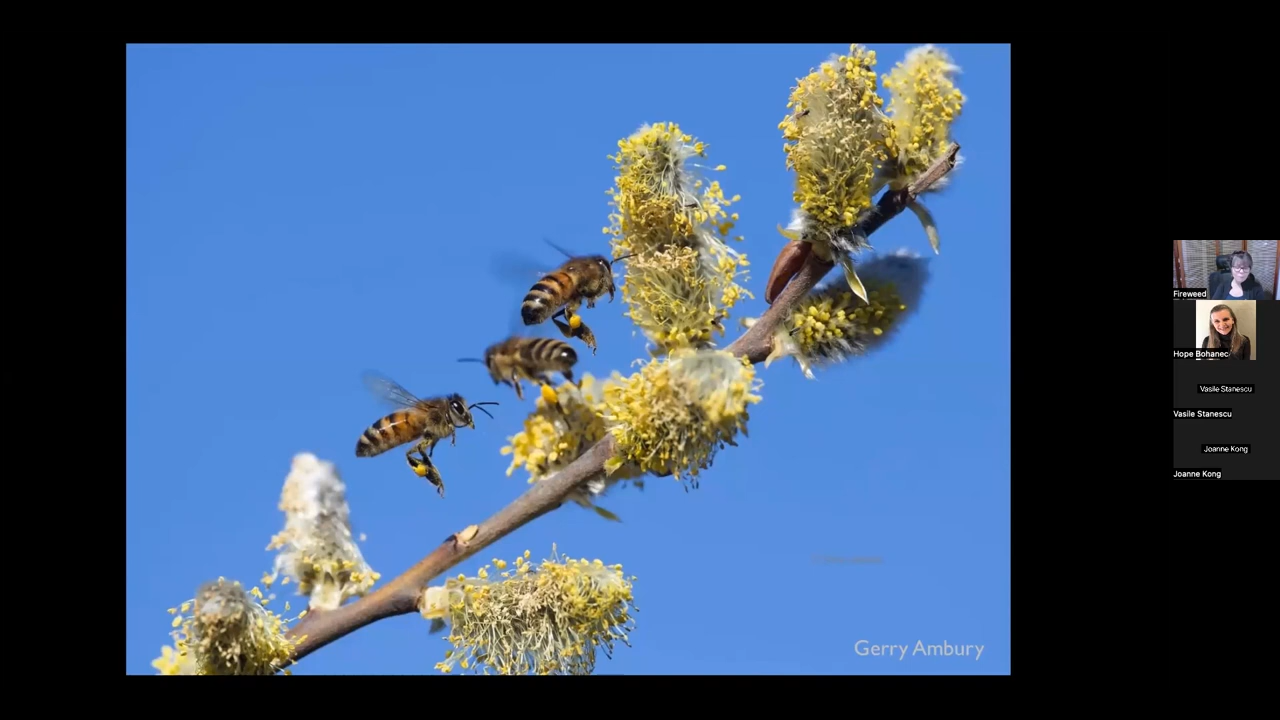 Gerry Ambury
Fireweed
Hope Bohanec
Vasile Stanescu
Vasile Stanescu
Joanne Kong
Joanne Kong